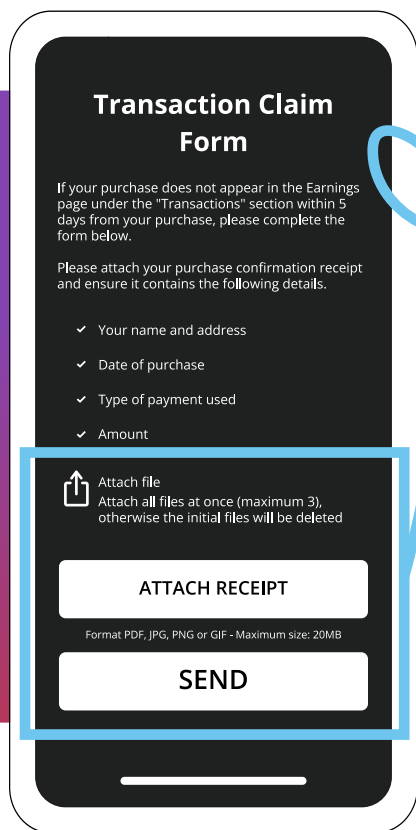 Transaction Claim
Form
If your purchase does not appear in the Earnings
page under the "Transactions" section within 5
days from your purchase, please complete the
form below.
Please attach your purchase confirmation receipt
and ensure it contains the following details.
Your name and address
Date of purchase
Type of payment used
Amount
Attach file
Attach all files at once (maximum 3),
otherwise the initial files will be deleted
ATTACH RECEIPT
Format PDF, JPG, PNG or GIF - Maximum size: 20MB
SEND